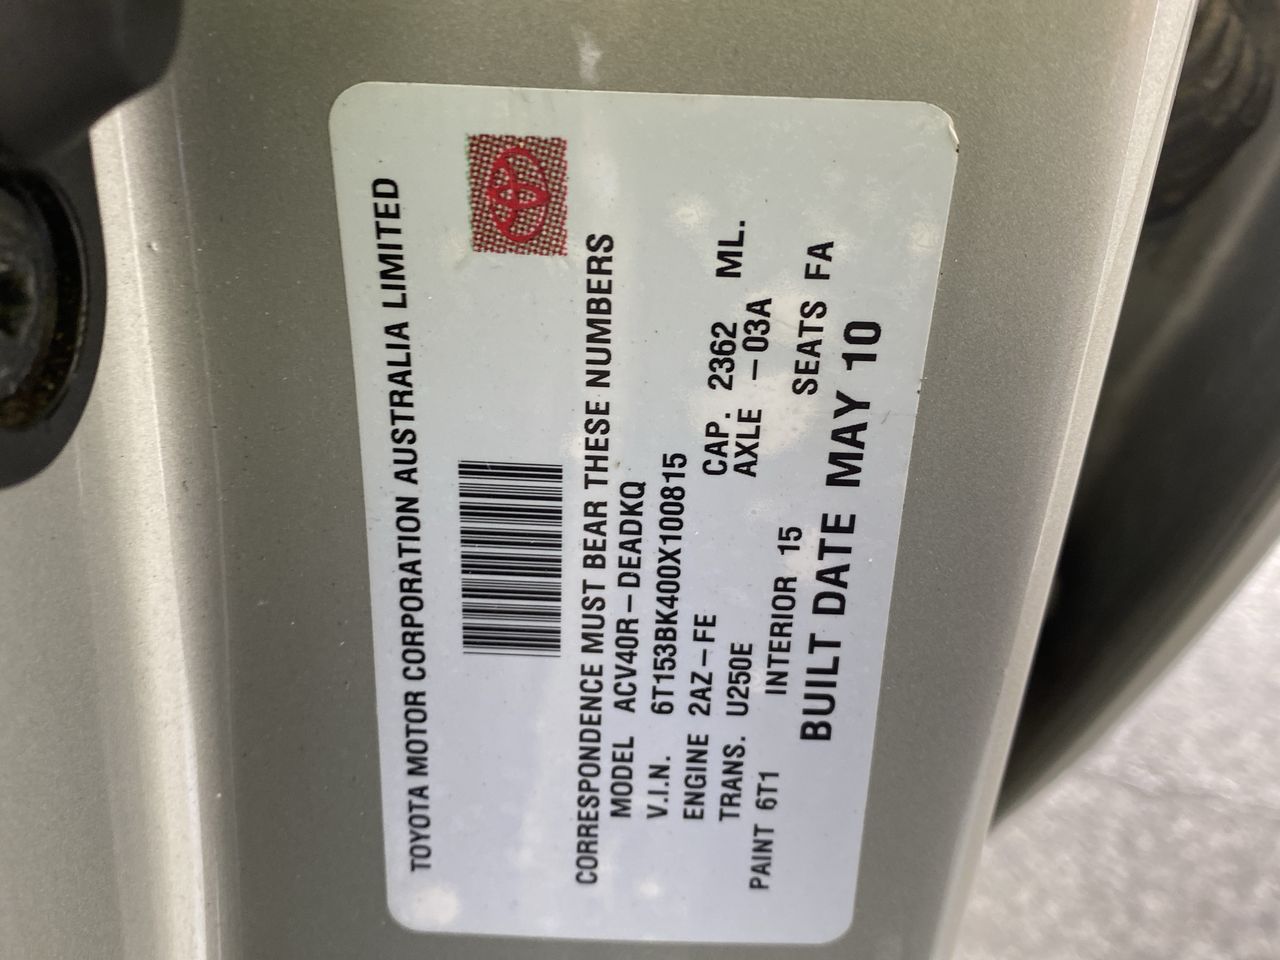 TOYOTA MOTOR CORPORATION AUSTRALIA LIMITED
CORRESPONDENCE MUST BEAR THESE NUMBERS
MODEL ACV40R-DEADKQ
V.I.N. 6T153BK400X100815
ENGINE 2AZ-FE CAP. 2362 ML.
TRANS. U250E AXLE -03A
PAINT 6T1 INTERIOR 15 SEATS FA
BUILT DATE MAY 10